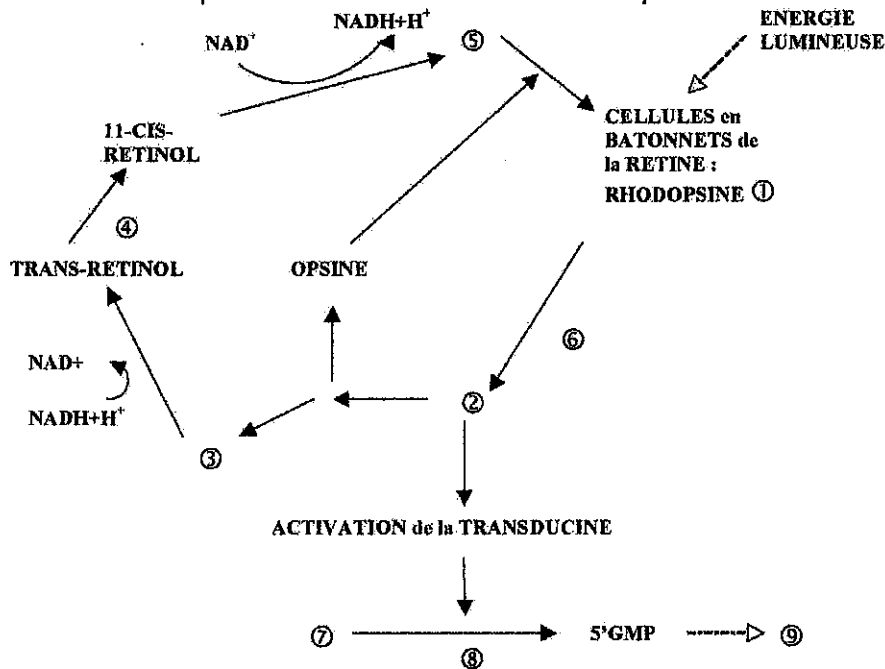 NADH+H⁺
NAD⁺
⑤
ENERGIE
LUMINEUSE
11-CIS-
RETINOL
CELLULES en
BATONNETS de
la RETINE :
RHODOPSINE ①
④
TRANS-RETINOL
OPSINE
⑥
NAD+
NADH+H⁺
②
③
ACTIVATION de la TRANSDUCINE
⑦
5'GMP
⑨
⑧